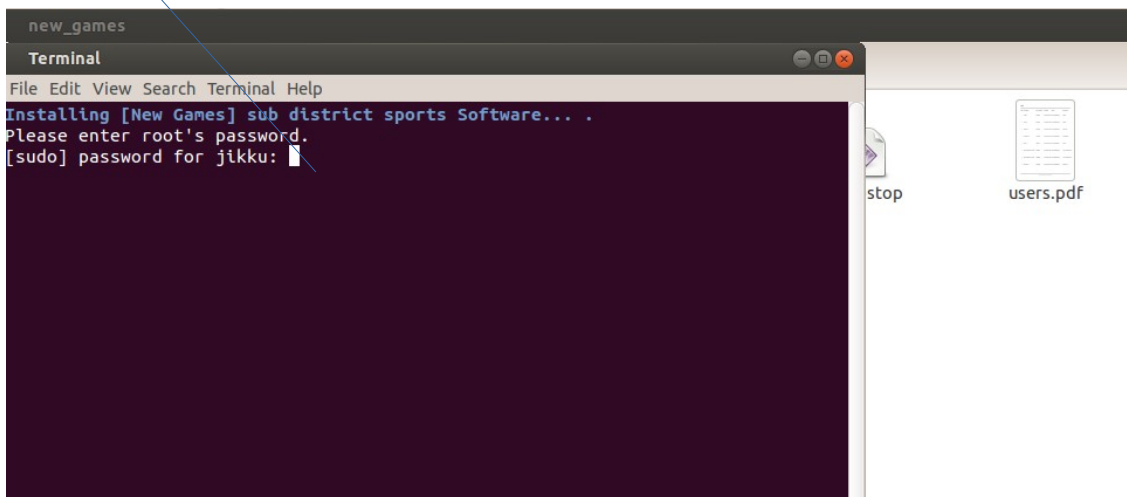 new_games
Terminal
File Edit View Search Terminal Help
Installing [New Games] sub district sports Software... .
Please enter root's password.
[sudo] password for jikku:
stop
users.pdf